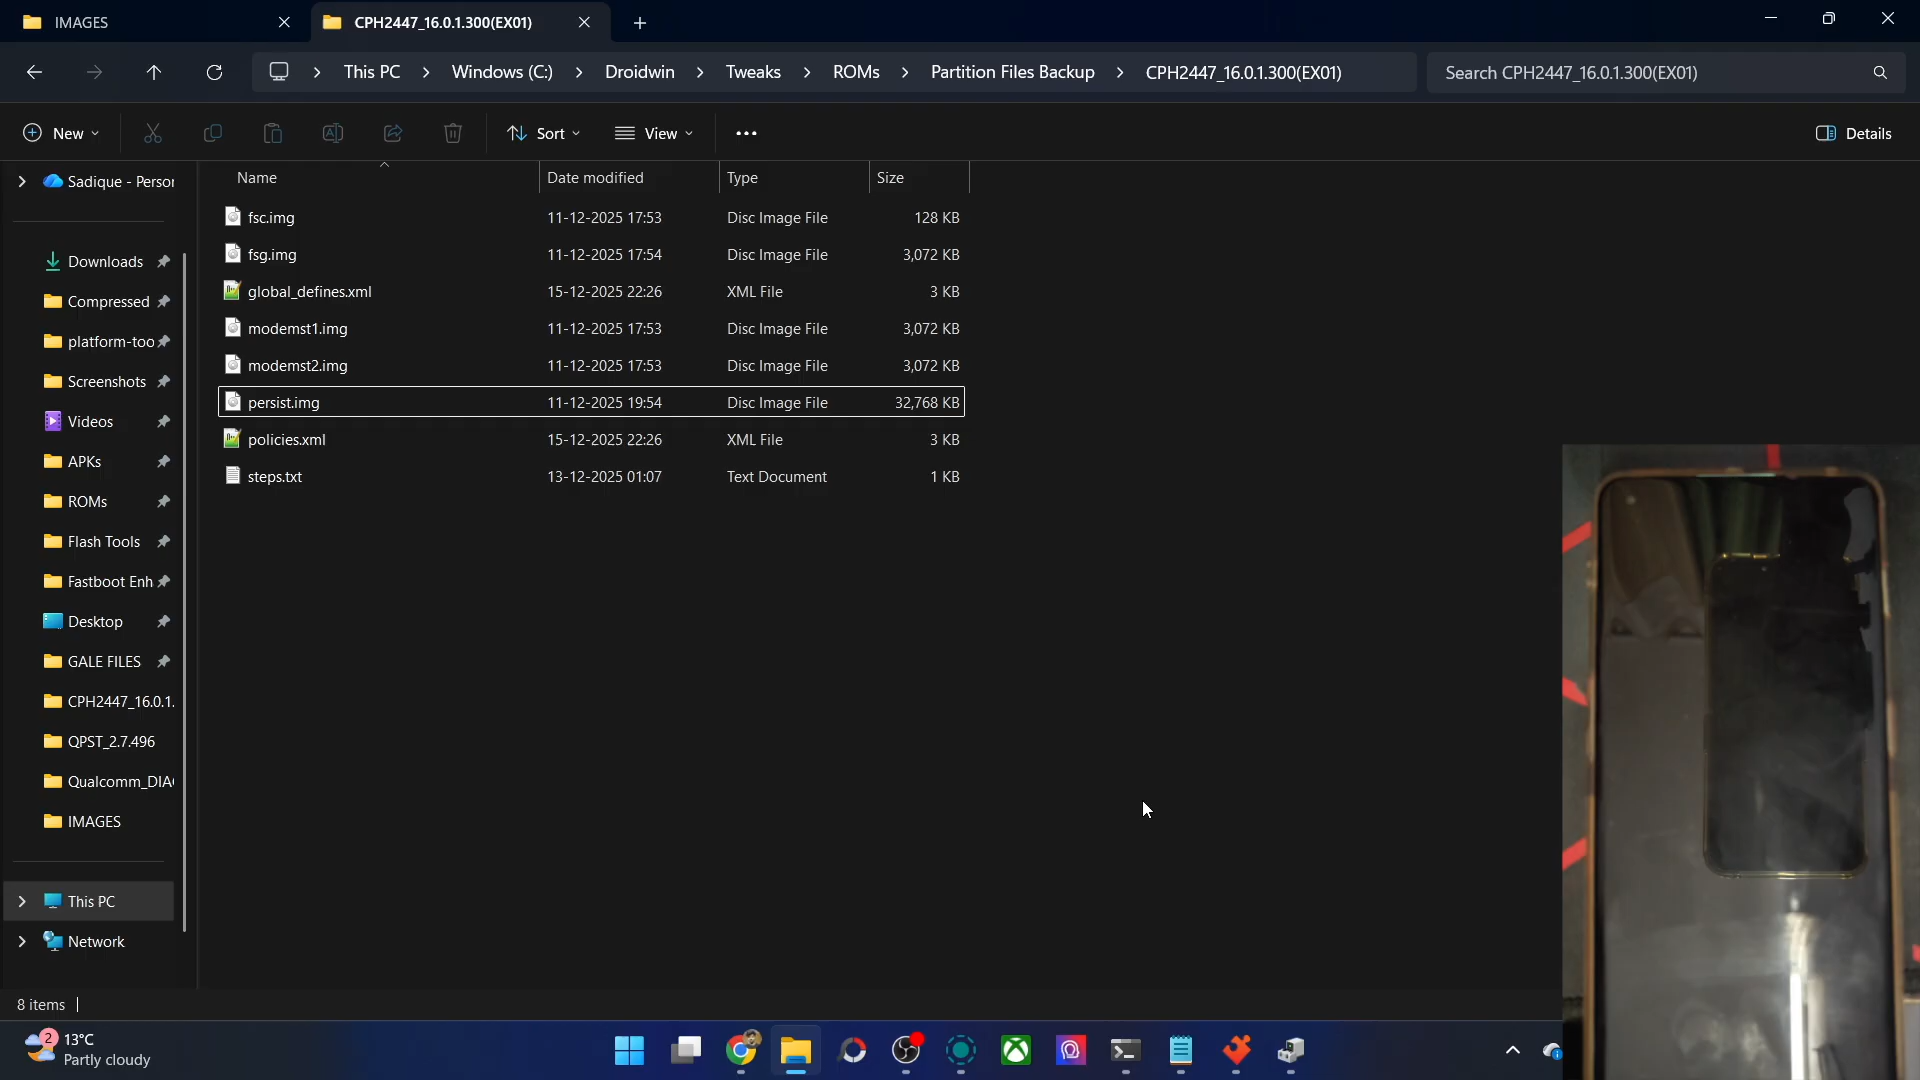 IMAGES
CPH2447_16.0.1.300(EX01)
This PC > Windows (C:) > Droidwin > Tweaks > ROMs > Partition Files Backup > CPH2447_16.0.1.300(EX01)
Search CPH2447_16.0.1.300(EX01)
New
Sort
View
Details
Sadique - Persor
Downloads
Compressed
platform-too
Screenshots
Videos
APKs
ROMs
Flash Tools
Fastboot Enh
Desktop
GALE FILES
CPH2447_16.0.1.
QPST_2.7.496
Qualcomm_DIA
IMAGES
This PC
Network
Name Date modified Type Size
fsc.img 11-12-2025 17:53 Disc Image File 128 KB
fsg.img 11-12-2025 17:54 Disc Image File 3,072 KB
global_defines.xml 15-12-2025 22:26 XML File 3 KB
modemst1.img 11-12-2025 17:53 Disc Image File 3,072 KB
modemst2.img 11-12-2025 17:53 Disc Image File 3,072 KB
persist.img 11-12-2025 19:54 Disc Image File 32,768 KB
policies.xml 15-12-2025 22:26 XML File 3 KB
steps.txt 13-12-2025 01:07 Text Document 1 KB
8 items
2
13°C
Partly cloudy